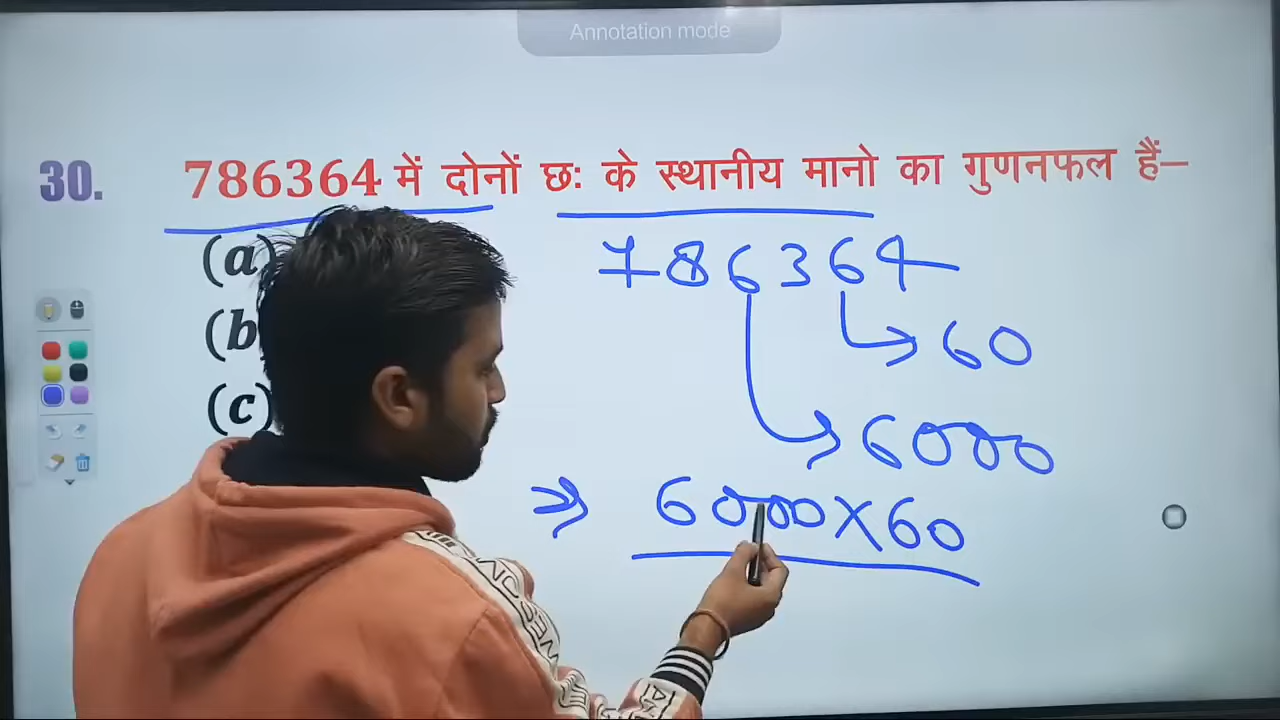 Annotation mode
30. 786364 में दोनों छः के स्थानीय मानो का गुणनफल हैं–
(a)
786364
(b
60
(c)
6000
⇒ 6000×60